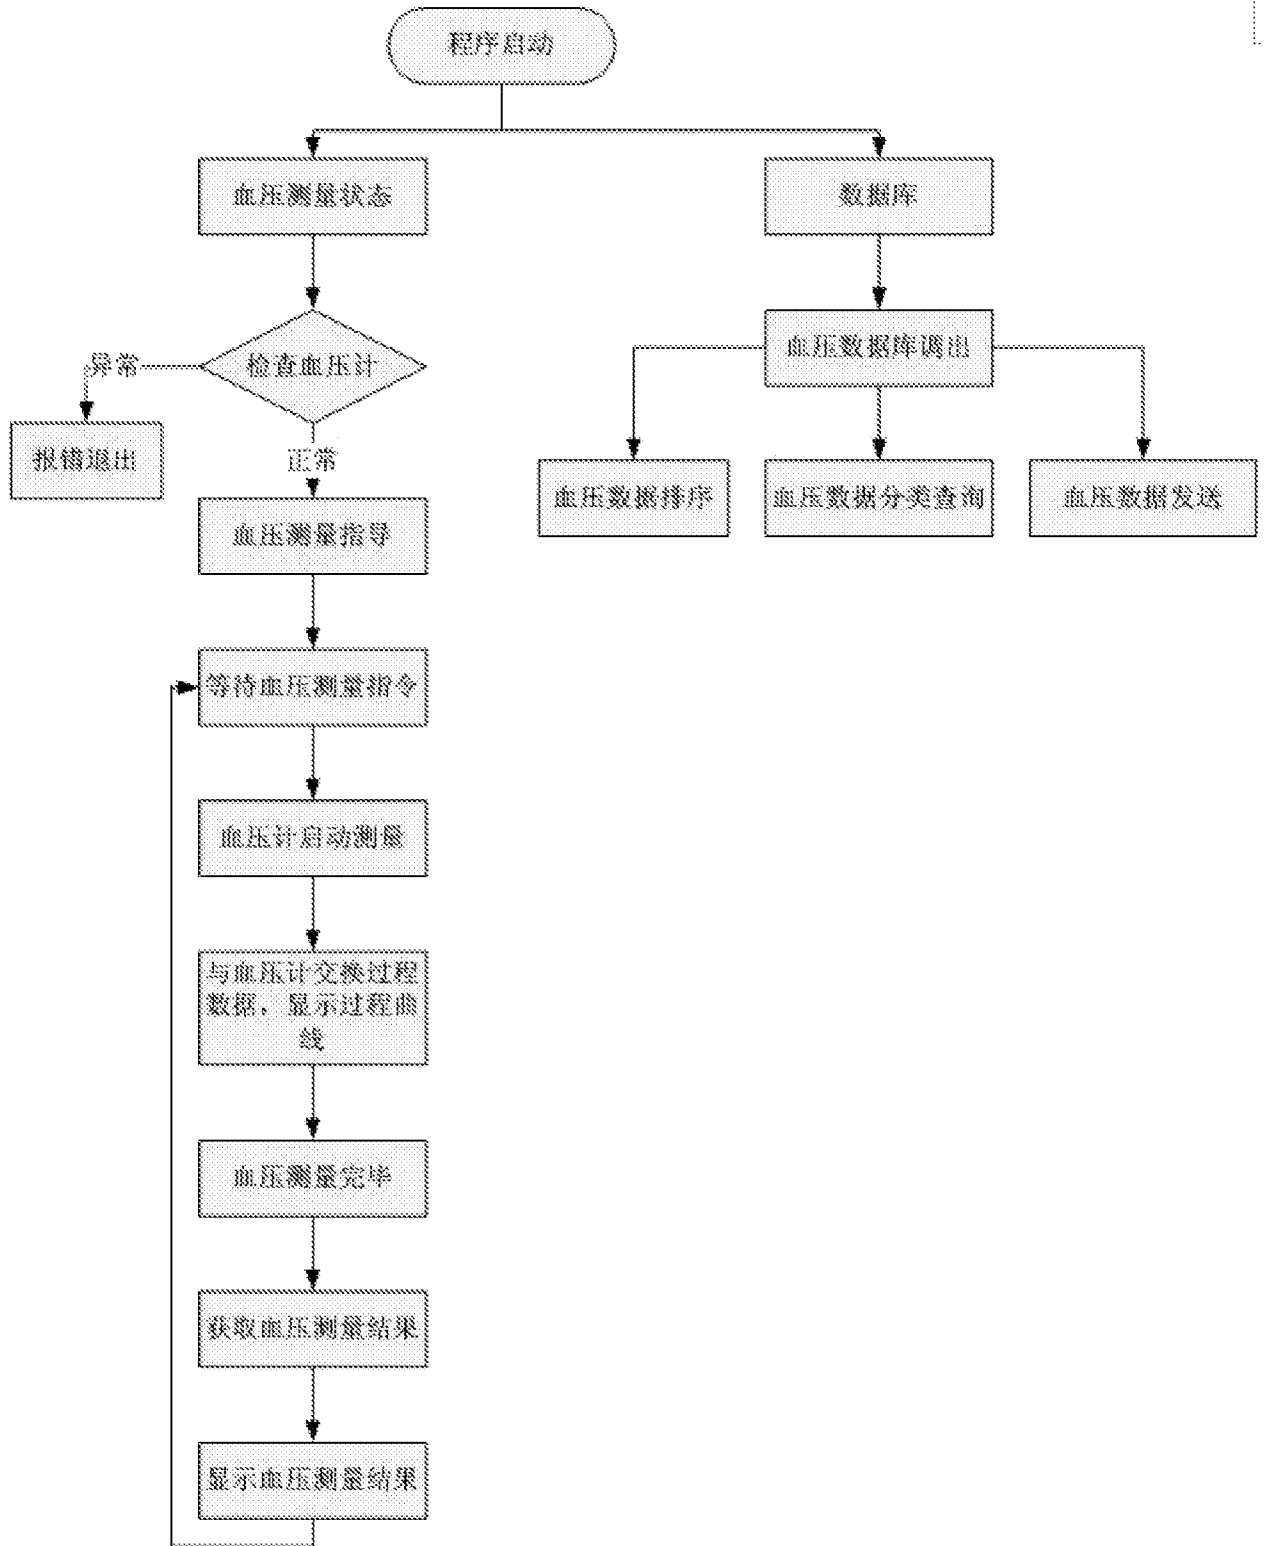 程序启动
血压测量状态
数据库
检查血压计
血压数据库调出
异常
报错退出
正常
血压数据排序
血压数据分类查询
血压数据发送
血压测量指导
等待血压测量指令
血压计启动测量
与血压计交换过程
数据，显示过程曲
线
血压测量完毕
获取血压测量结果
显示血压测量结果